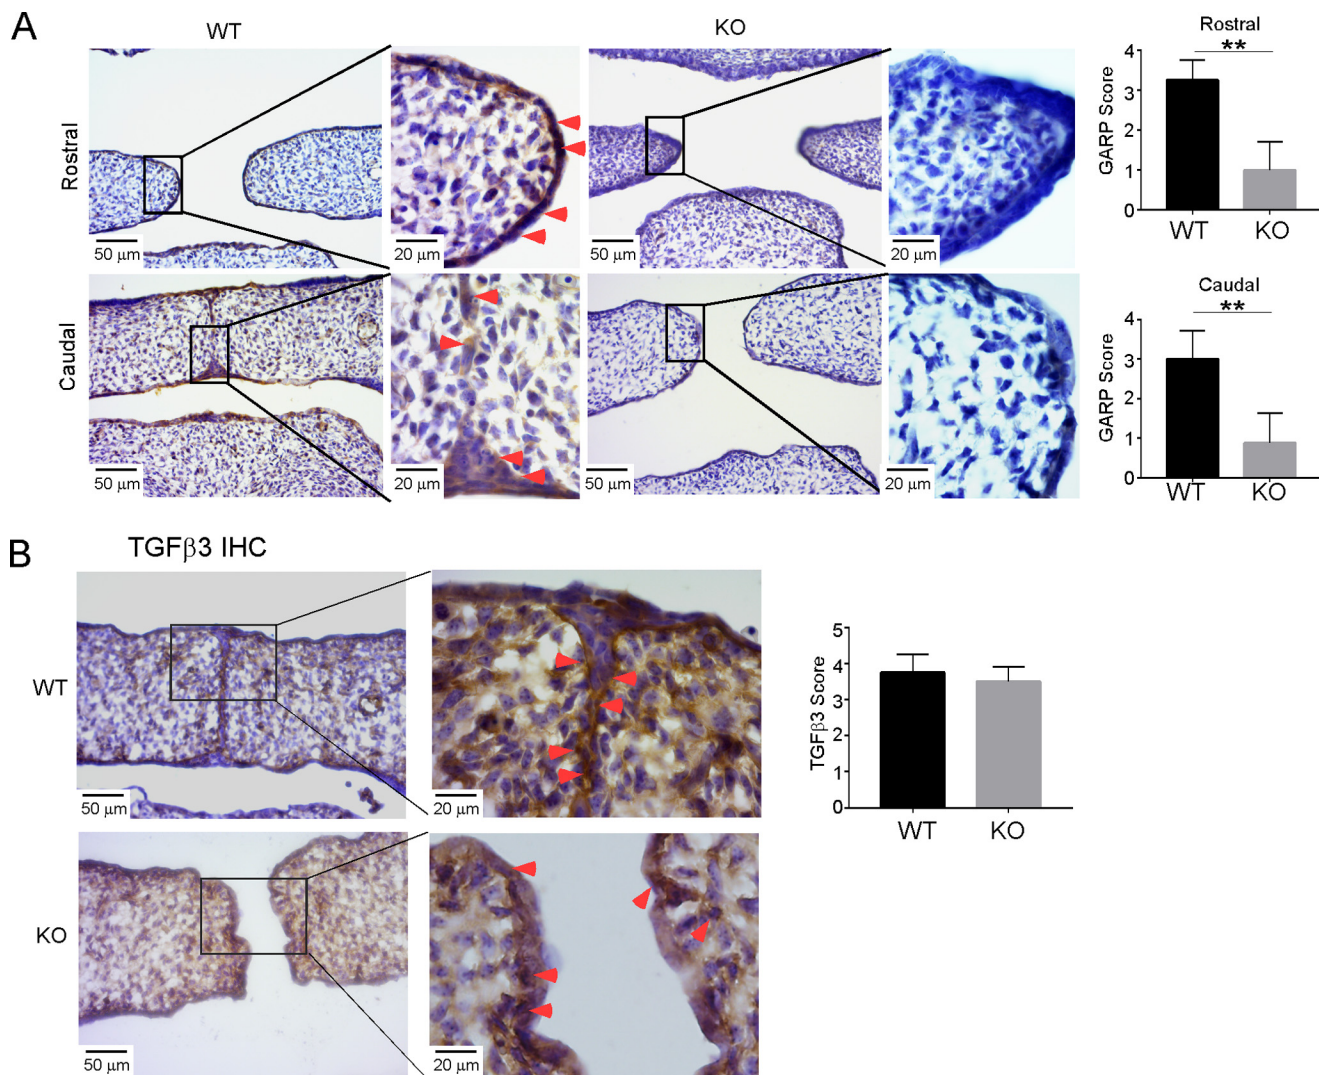 A
WT
KO
Rostral
50 μm
20 μm
50 μm
20 μm
Rostral
**
GARP Score
4
3
2
1
0
WT
KO
Caudal
50 μm
20 μm
50 μm
20 μm
Caudal
**
GARP Score
4
3
2
1
0
WT
KO
B
TGFβ3 IHC
WT
50 μm
20 μm
KO
50 μm
20 μm
TGFβ3 Score
5
4
3
2
1
0
WT
KO